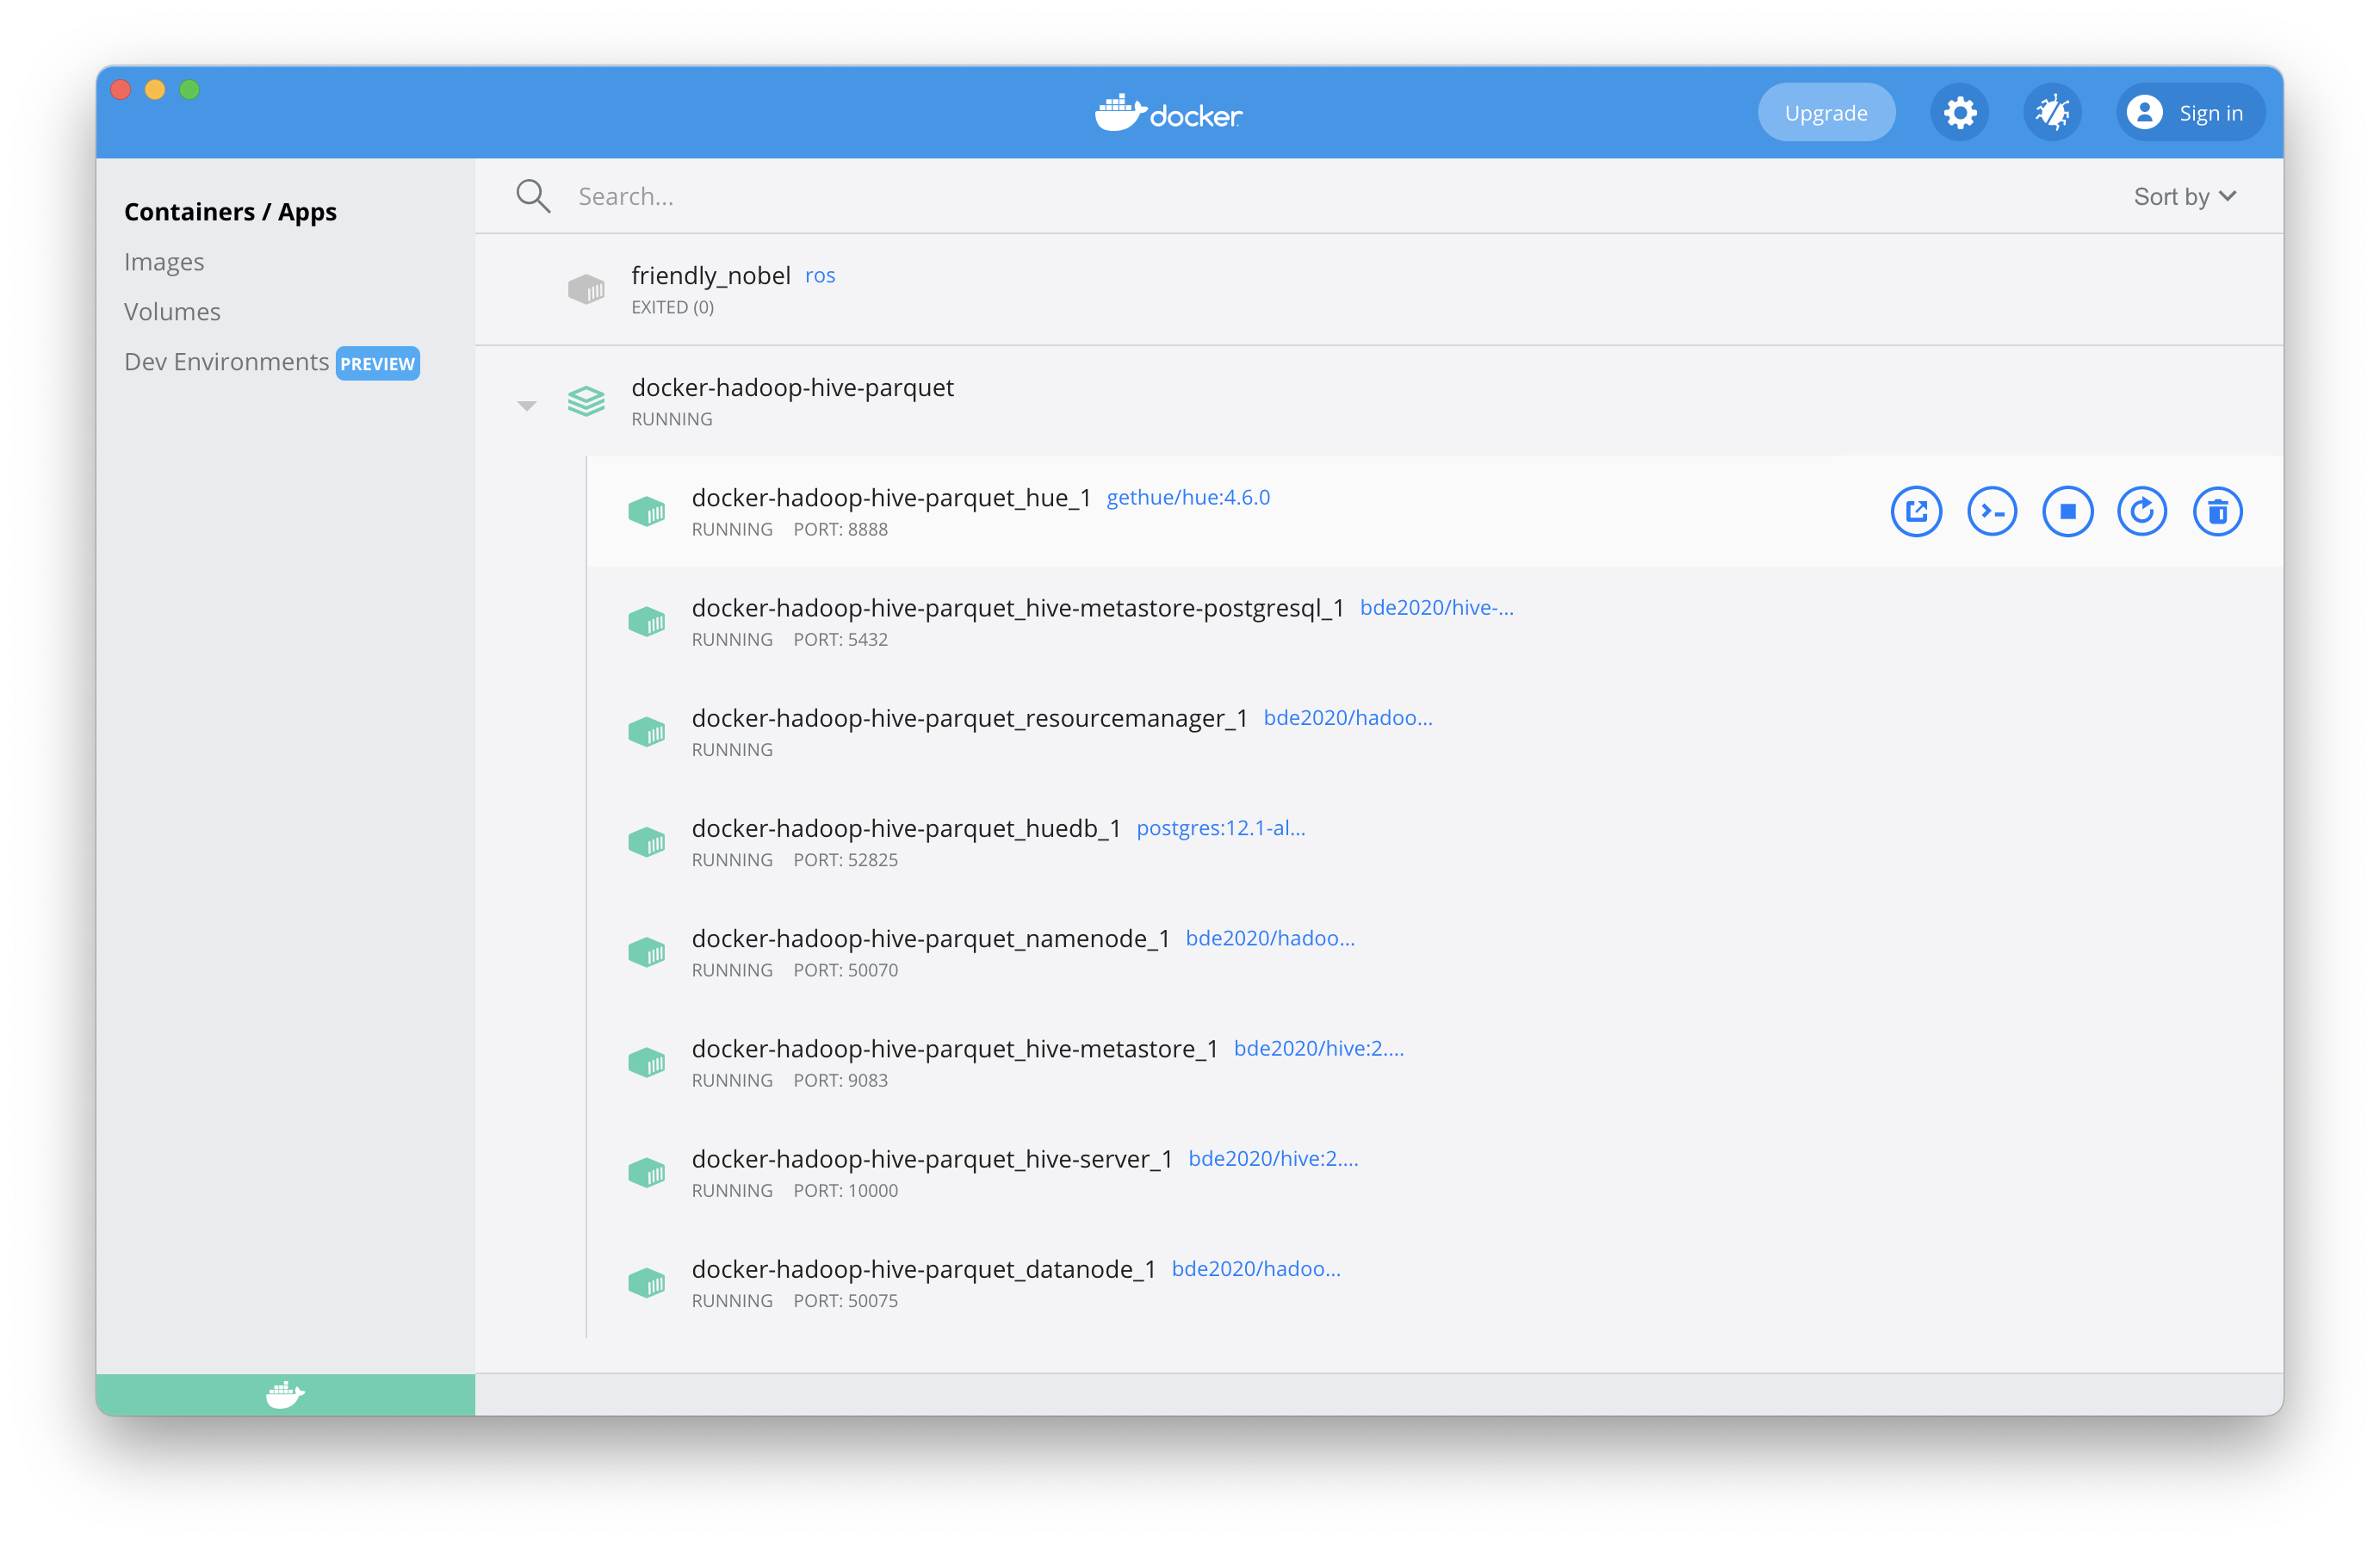 docker
Upgrade
Sign in
Containers / Apps
Images
Volumes
Dev Environments PREVIEW
Search...
Sort by
friendly_nobel ros
EXITED (0)
docker-hadoop-hive-parquet
RUNNING
docker-hadoop-hive-parquet_hue_1 gethue/hue:4.6.0
RUNNING PORT: 8888
docker-hadoop-hive-parquet_hive-metastore-postgresql_1 bde2020/hive-...
RUNNING PORT: 5432
docker-hadoop-hive-parquet_resourcemanager_1 bde2020/hadoo...
RUNNING
docker-hadoop-hive-parquet_huedb_1 postgres:12.1-al...
RUNNING PORT: 52825
docker-hadoop-hive-parquet_namenode_1 bde2020/hadoo...
RUNNING PORT: 50070
docker-hadoop-hive-parquet_hive-metastore_1 bde2020/hive:2....
RUNNING PORT: 9083
docker-hadoop-hive-parquet_hive-server_1 bde2020/hive:2....
RUNNING PORT: 10000
docker-hadoop-hive-parquet_datanode_1 bde2020/hadoo...
RUNNING PORT: 50075